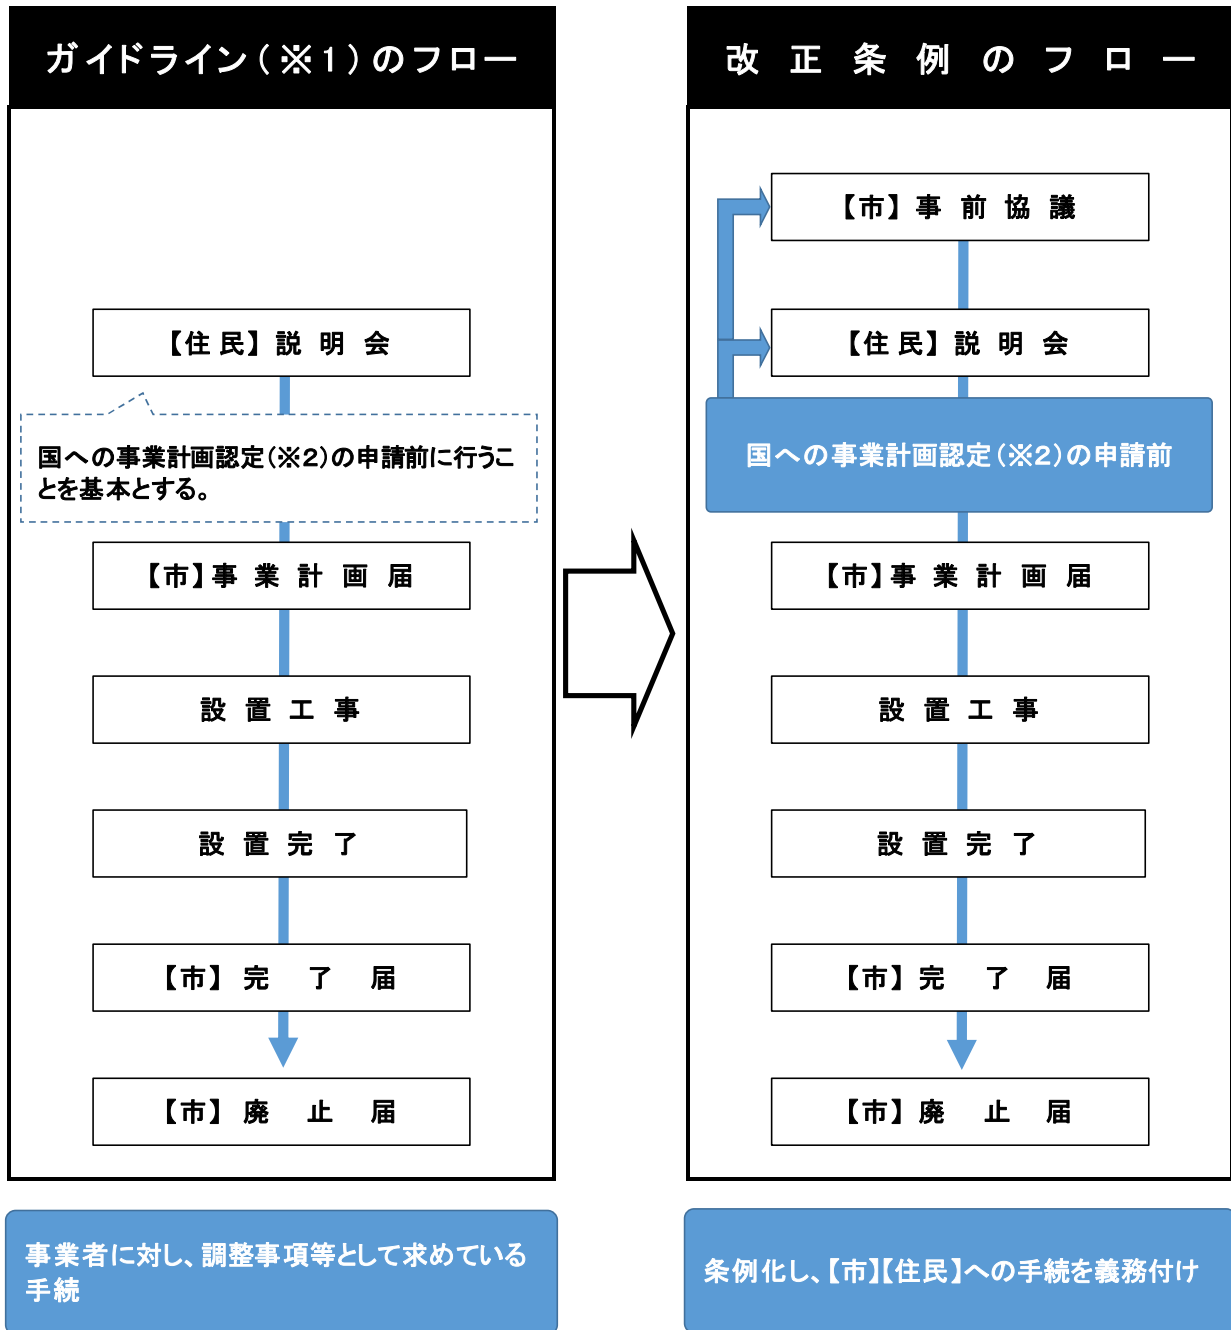 ガイドライン(※1)のフロー
【住民】説明会
国への事業計画認定(※2)の申請前に行うこ
とを基本とする。
【市】事業計画届
設置工事
設置完了
【市】完了届
【市】廃止届
事業者に対し、調整事項等として求めている
手続
改正条例のフロー
【市】事前協議
【住民】説明会
国への事業計画認定(※2)の申請前
【市】事業計画届
設置工事
設置完了
【市】完了届
【市】廃止届
条例化し、【市】【住民】への手続を義務付け